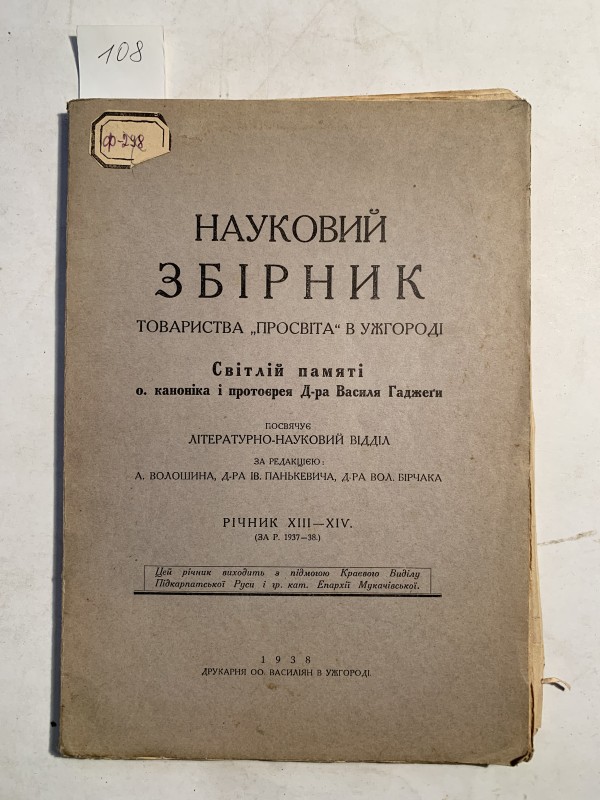 108
ф-298
НАУКОВИЙ
ЗБІРНИК
ТОВАРИСТВА „ПРОСВІТА“ В УЖГОРОДІ
Світлій памяті
о. каноніка і протоєрея Д-ра Василя Гаджеґи
ПОСВЯЧУЄ
ЛІТЕРАТУРНО-НАУКОВИЙ ВІДДІЛ
ЗА РЕДАКЦІЄЮ:
А. ВОЛОШИНА, Д-РА ІВ. ПАНЬКЕВИЧА, Д-РА ВОЛ. БІРЧАКА
РІЧНИК XIII—XIV.
(ЗА Р. 1937—38.)
Цей річник виходить з підмогою Краевого Виділу
Підкарпатської Руси і гр. кат. Епархії Мукачівської.
1938
ДРУКАРНЯ ОО. ВАСИЛІЯН В УЖГОРОДІ